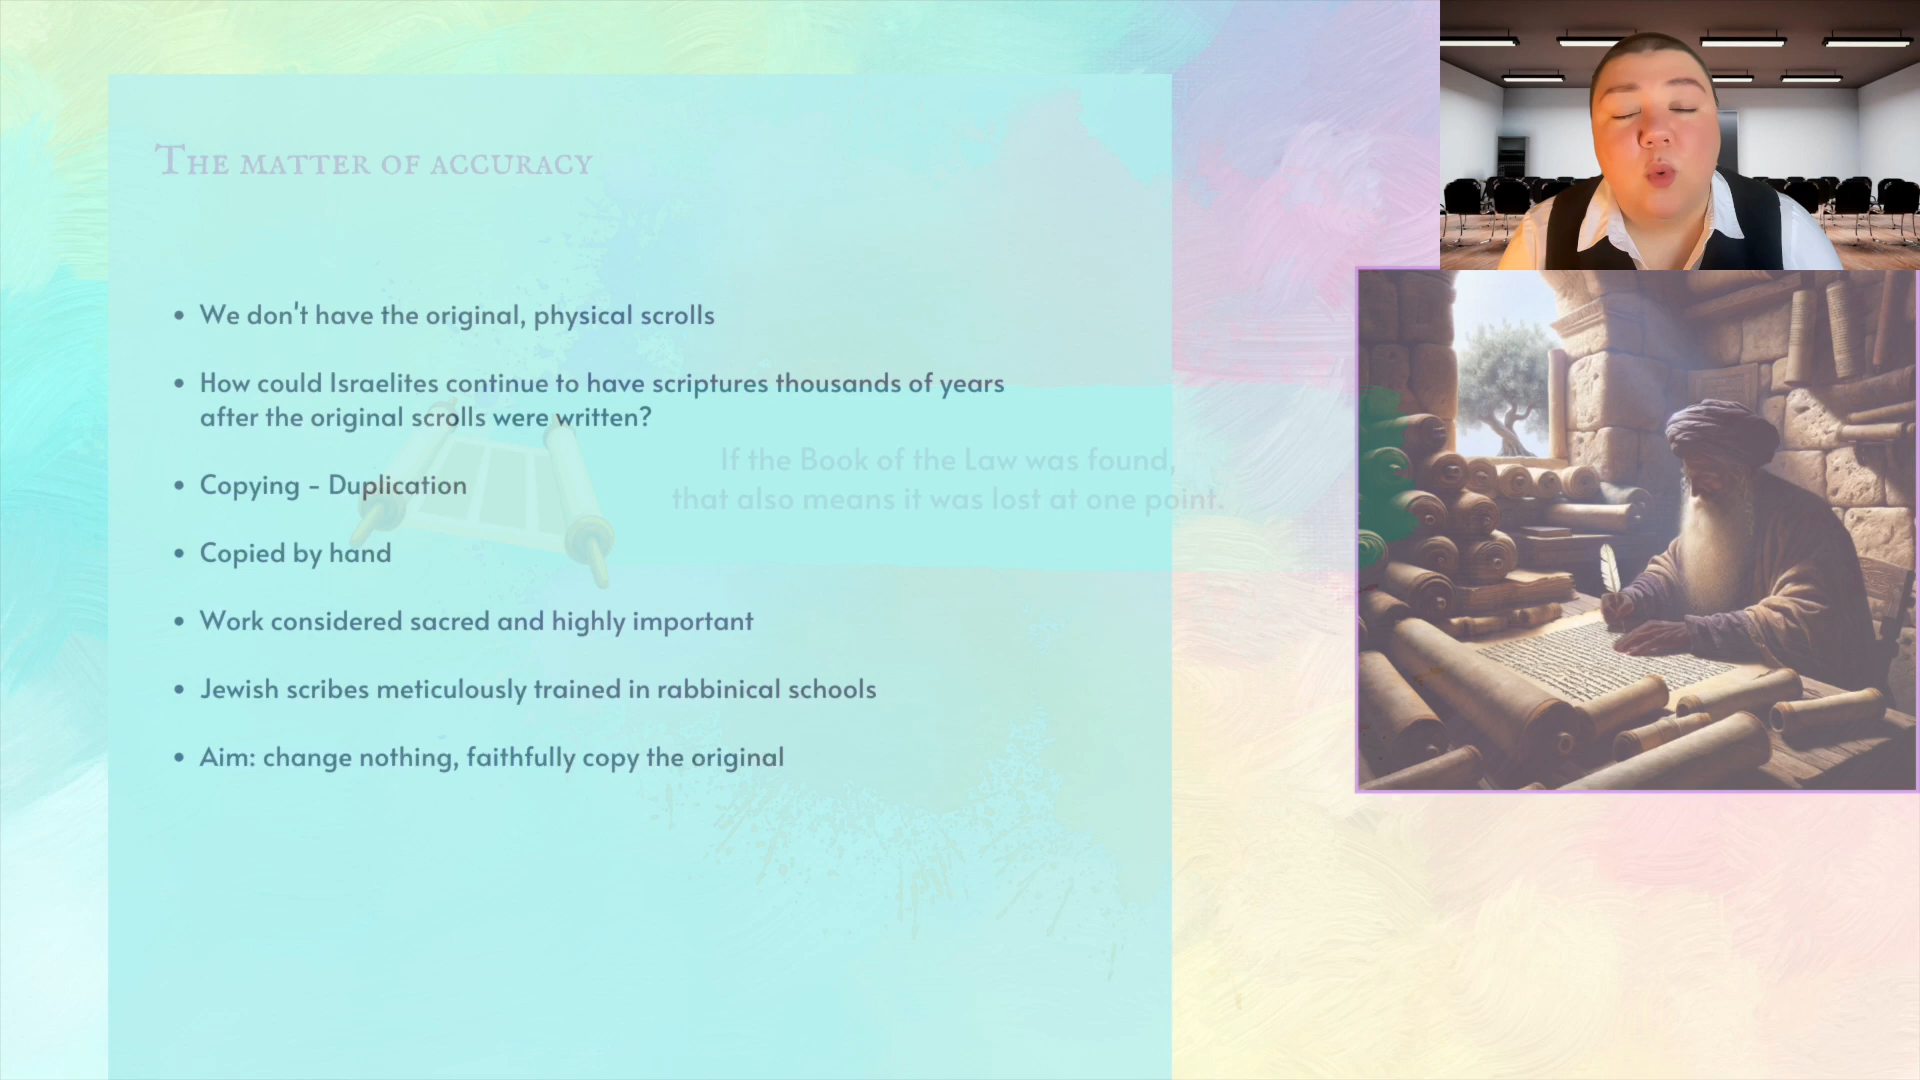 The matter of accuracy
• We don't have the original, physical scrolls
• How could Israelites continue to have scriptures thousands of years
after the original scrolls were written?
If the Book of the Law was found,
that also means it was lost at one point.
• Copying - Duplication
• Copied by hand
• Work considered sacred and highly important
• Jewish scribes meticulously trained in rabbinical schools
• Aim: change nothing, faithfully copy the original